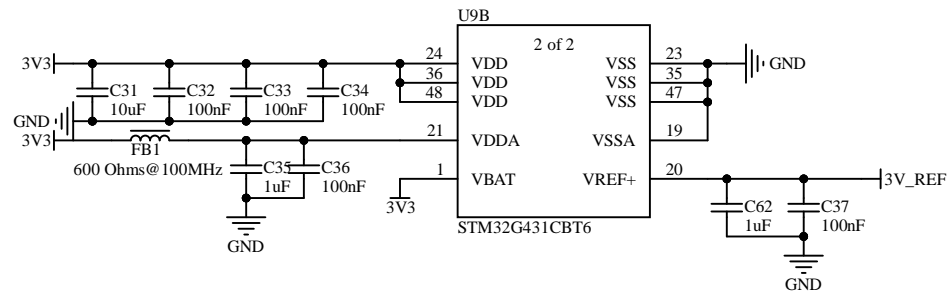 U9B
2 of 2
3V3
24 VDD VSS 23 GND
36 VDD VSS 35
48 VDD VSS 47
C31 C32 C33 C34
10uF 100nF 100nF 100nF
GND
3V3 21 VDDA VSSA 19
FB1
600 Ohms@100MHz
C35 C36
1uF 100nF
1 VBAT VREF+ 20 3V_REF
3V3
GND
STM32G431CBT6
C62 C37
1uF 100nF
GND